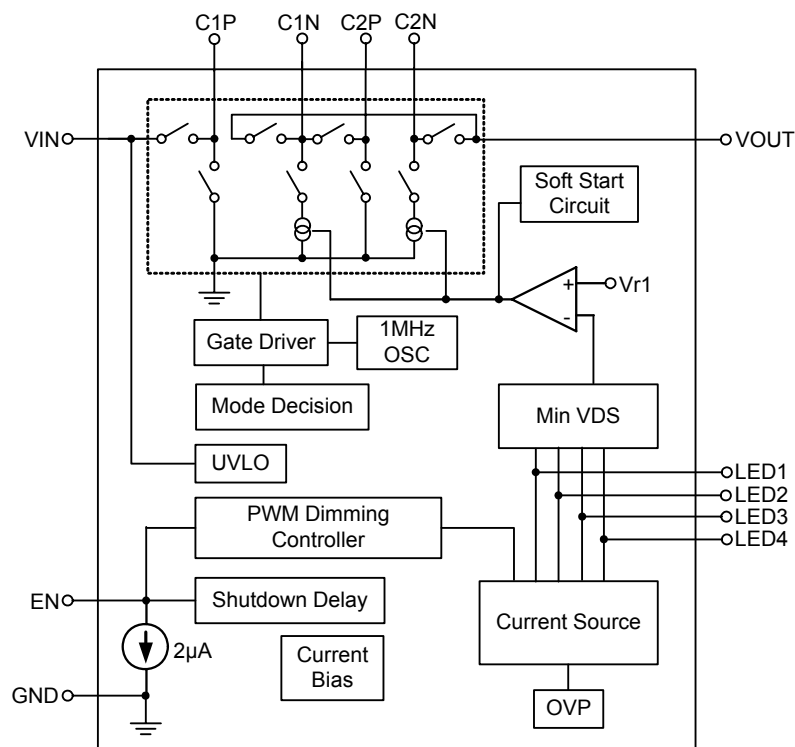 C1P C1N C2P C2N
VIN
VOUT
Soft Start
Circuit
+
Vr1
-
Gate Driver
1MHz
OSC
Mode Decision
Min VDS
UVLO
LED1
LED2
LED3
LED4
PWM Dimming
Controller
EN
Shutdown Delay
Current Source
2µA
Current
Bias
GND
OVP